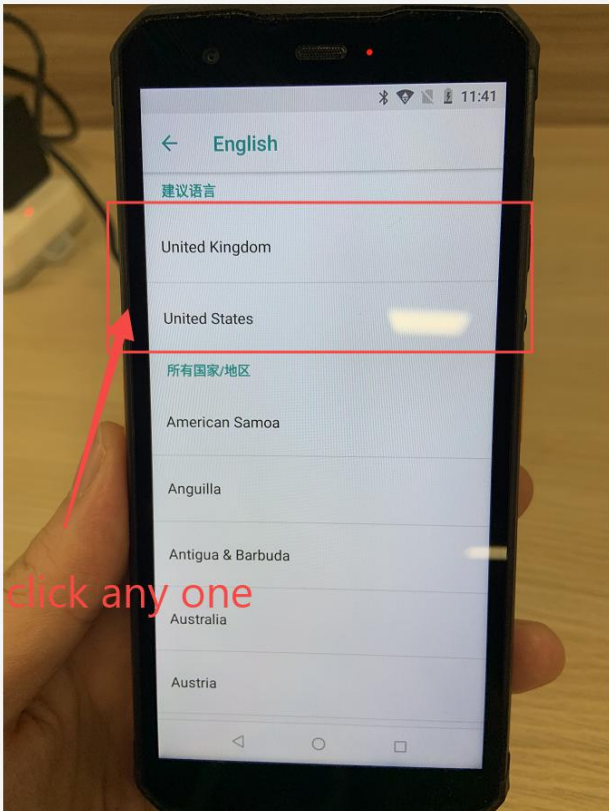 11:41
English
建议语言
United Kingdom
United States
所有国家/地区
American Samoa
Anguilla
Antigua & Barbuda
click any one
Australia
Austria